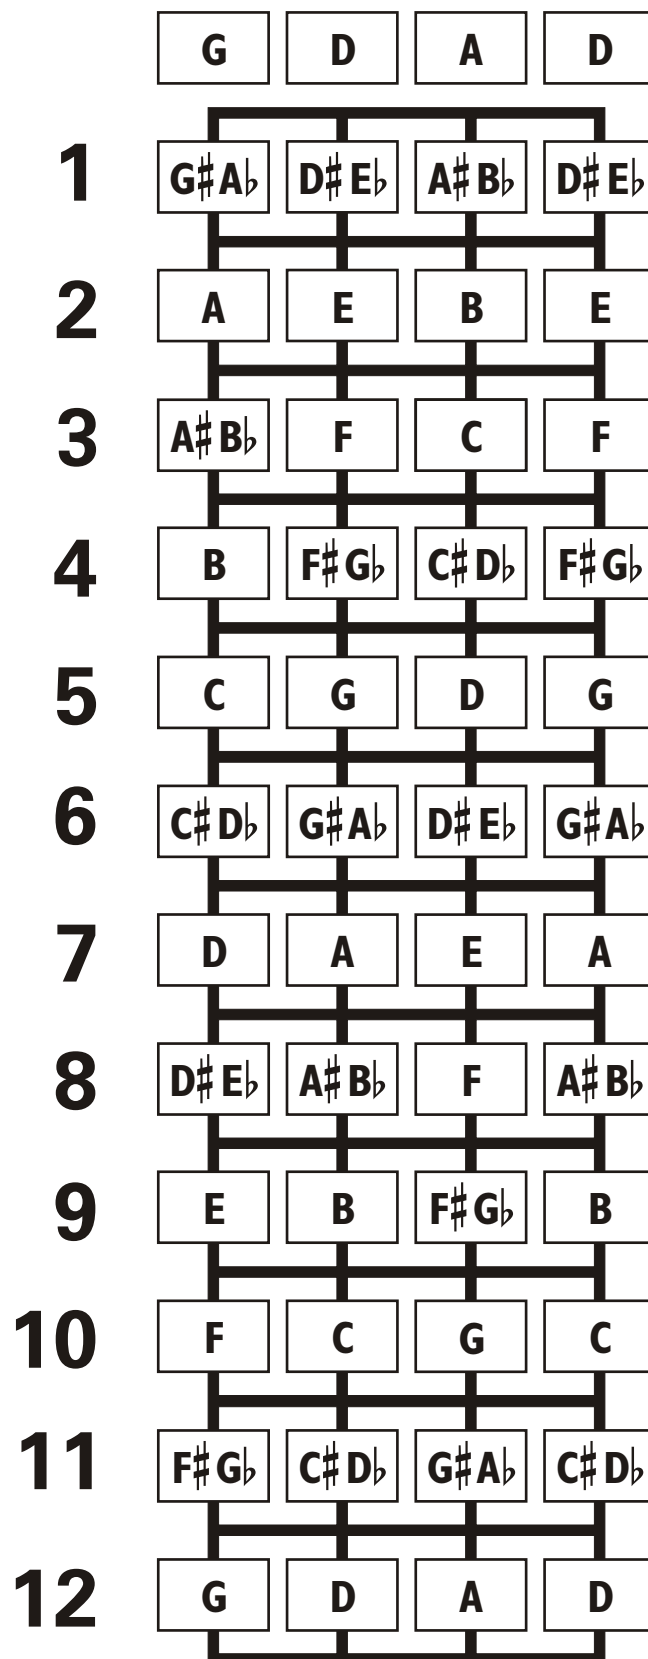 G D A D
1 G♯A♭ D♯E♭ A♯B♭ D♯E♭
2 A E B E
3 A♯B♭ F C F
4 B F♯G♭ C♯D♭ F♯G♭
5 C G D G
6 C♯D♭ G♯A♭ D♯E♭ G♯A♭
7 D A E A
8 D♯E♭ A♯B♭ F A♯B♭
9 E B F♯G♭ B
10 F C G C
11 F♯G♭ C♯D♭ G♯A♭ C♯D♭
12 G D A D